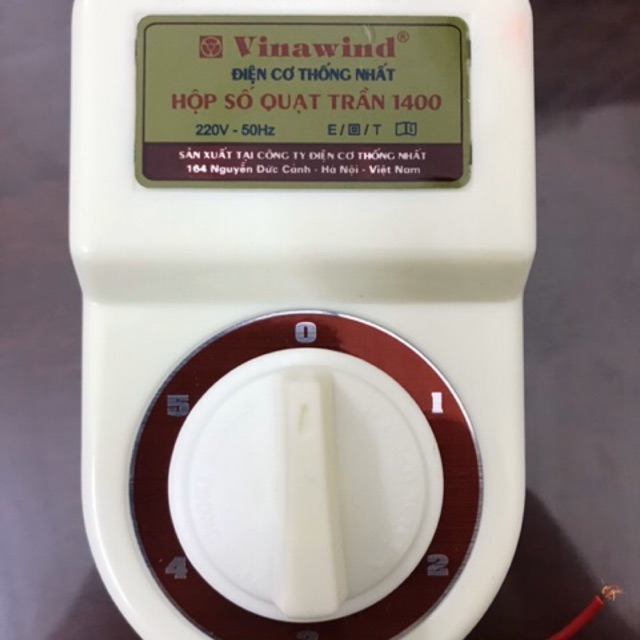 Vinawind®
ĐIỆN CƠ THỐNG NHẤT
HỘP SỐ QUẠT TRẦN 1400
220V - 50Hz E / / T
SẢN XUẤT TẠI CÔNG TY ĐIỆN CƠ THỐNG NHẤT
164 Nguyễn Đức Cảnh - Hà Nội - Việt Nam
0
5 1
4 2
3